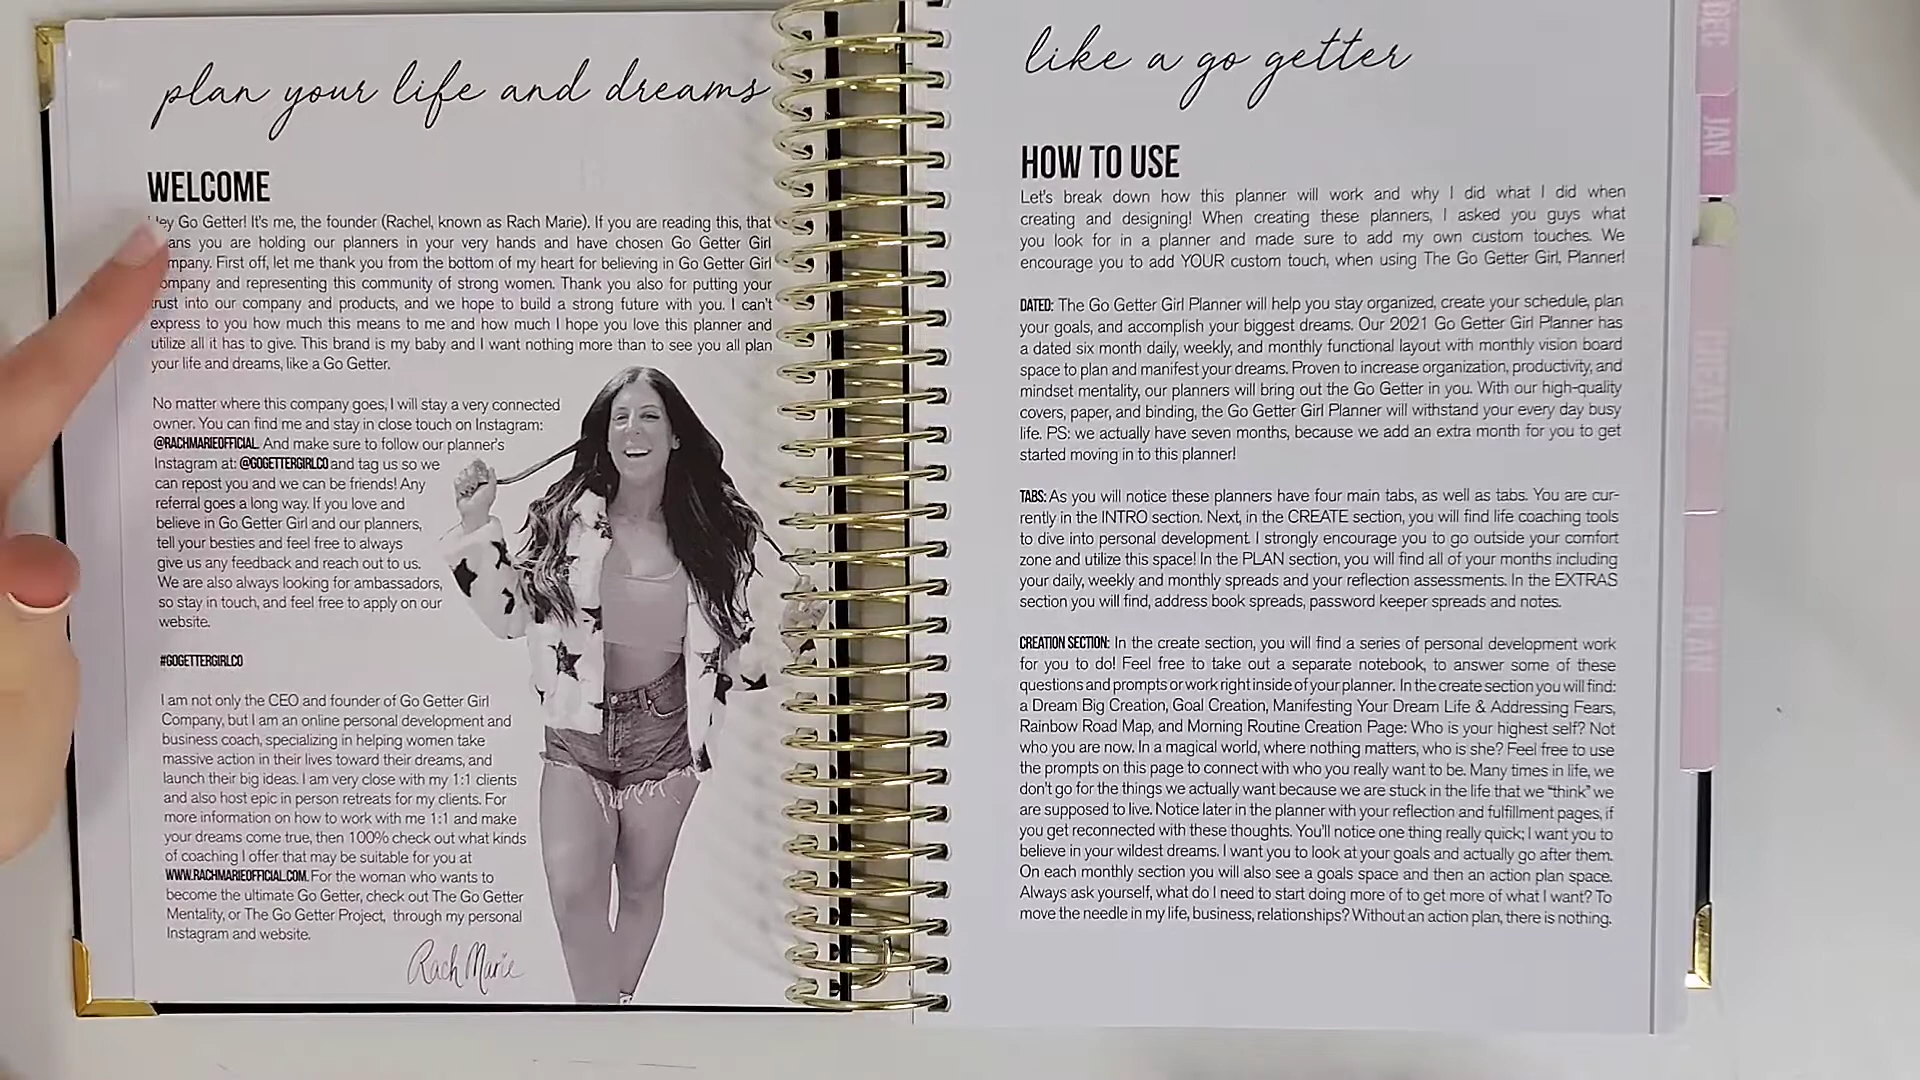 plan your life and dreams
WELCOME
Hey Go Getter! It's me, the founder (Rachel, known as Rach Marie). If you are reading this, that
means you are holding our planners in your very hands and have chosen Go Getter Girl
Company. First off, let me thank you from the bottom of my heart for believing in Go Getter Girl
Company and representing this community of strong women. Thank you also for putting your
trust into our company and products, and we hope to build a strong future with you. I can't
express to you how much this means to me and how much I hope you love this planner and
utilize all it has to give. This brand is my baby and I want nothing more than to see you all plan
your life and dreams, like a Go Getter.
No matter where this company goes, I will stay a very connected
owner. You can find me and stay in close touch on Instagram:
@RACHMARIEOFFICIAL. And make sure to follow our planner's
Instagram at: @GOGETTERGIRLCO and tag us so we
can repost you and we can be friends! Any
referral goes a long way. If you love and
believe in Go Getter Girl and our planners,
tell your besties and feel free to always
give us any feedback and reach out to us.
We are also always looking for ambassadors,
so stay in touch, and feel free to apply on our
website.
#GOGETTERGIRLCO
I am not only the CEO and founder of Go Getter Girl
Company, but I am an online personal development and
business coach, specializing in helping women take
massive action in their lives toward their dreams, and
launch their big ideas. I am very close with my 1:1 clients
and also host epic in person retreats for my clients. For
more information on how to work with me 1:1 and make
your dreams come true, then 100% check out what kinds
of coaching I offer that may be suitable for you at
WWW.RACHMARIEOFFICIAL.COM. For the woman who wants to
become the ultimate Go Getter, check out The Go Getter
Mentality, or The Go Getter Project, through my personal
Instagram and website.
Rach Marie
like a go getter
HOW TO USE
Let's break down how this planner will work and why I did what I did when
creating and designing! When creating these planners, I asked you guys what
you look for in a planner and made sure to add my own custom touches. We
encourage you to add YOUR custom touch, when using The Go Getter Girl, Planner!
DATED: The Go Getter Girl Planner will help you stay organized, create your schedule, plan
your goals, and accomplish your biggest dreams. Our 2021 Go Getter Girl Planner has
a dated six month daily, weekly, and monthly functional layout with monthly vision board
space to plan and manifest your dreams. Proven to increase organization, productivity, and
mindset mentality, our planners will bring out the Go Getter in you. With our high-quality
covers, paper, and binding, the Go Getter Girl Planner will withstand your every day busy
life. PS: we actually have seven months, because we add an extra month for you to get
started moving in to this planner!
TABS: As you will notice these planners have four main tabs, as well as tabs. You are cur-
rently in the INTRO section. Next, in the CREATE section, you will find life coaching tools
to dive into personal development. I strongly encourage you to go outside your comfort
zone and utilize this space! In the PLAN section, you will find all of your months including
your daily, weekly and monthly spreads and your reflection assessments. In the EXTRAS
section you will find, address book spreads, password keeper spreads and notes.
CREATION SECTION: In the create section, you will find a series of personal development work
for you to do! Feel free to take out a separate notebook, to answer some of these
questions and prompts or work right inside of your planner. In the create section you will find:
a Dream Big Creation, Goal Creation, Manifesting Your Dream Life & Addressing Fears,
Rainbow Road Map, and Morning Routine Creation Page: Who is your highest self? Not
who you are now. In a magical world, where nothing matters, who is she? Feel free to use
the prompts on this page to connect with who you really want to be. Many times in life, we
don't go for the things we actually want because we are stuck in the life that we "think" we
are supposed to live. Notice later in the planner with your reflection and fulfillment pages, if
you get reconnected with these thoughts. You'll notice one thing really quick; I want you to
believe in your wildest dreams. I want you to look at your goals and actually go after them.
On each monthly section you will also see a goals space and then an action plan space.
Always ask yourself, what do I need to start doing more of to get more of what I want? To
move the needle in my life, business, relationships? Without an action plan, there is nothing.
DEC
JAN
CREATE
PLAN